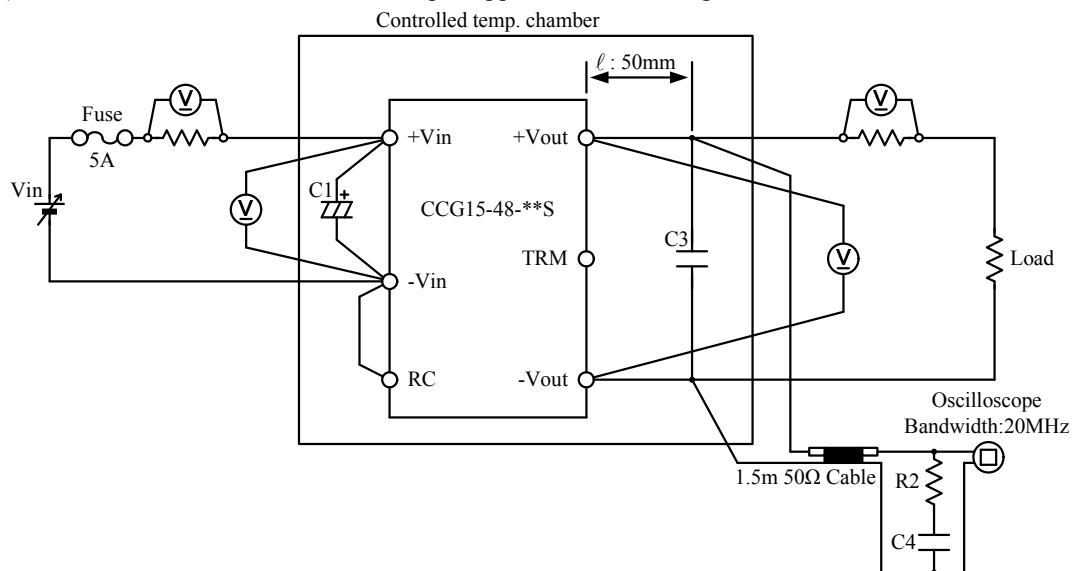 Controlled temp. chamber
ℓ : 50mm
V
V
Fuse
+Vin
+Vout
5A
Vin
C1
+
V
CCG15-48-**S
C3
TRM
V
Load
-Vin
RC
-Vout
Oscilloscope
Bandwidth:20MHz
1.5m 50Ω Cable
R2
C4